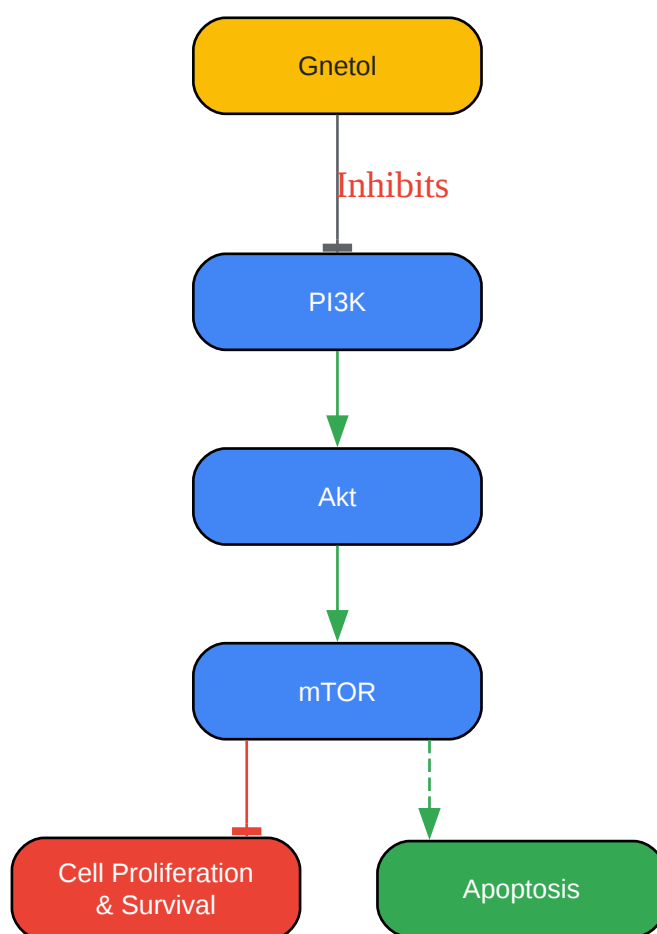 Gnetol
Inhibits
PI3K
Akt
mTOR
Cell Proliferation
& Survival
Apoptosis